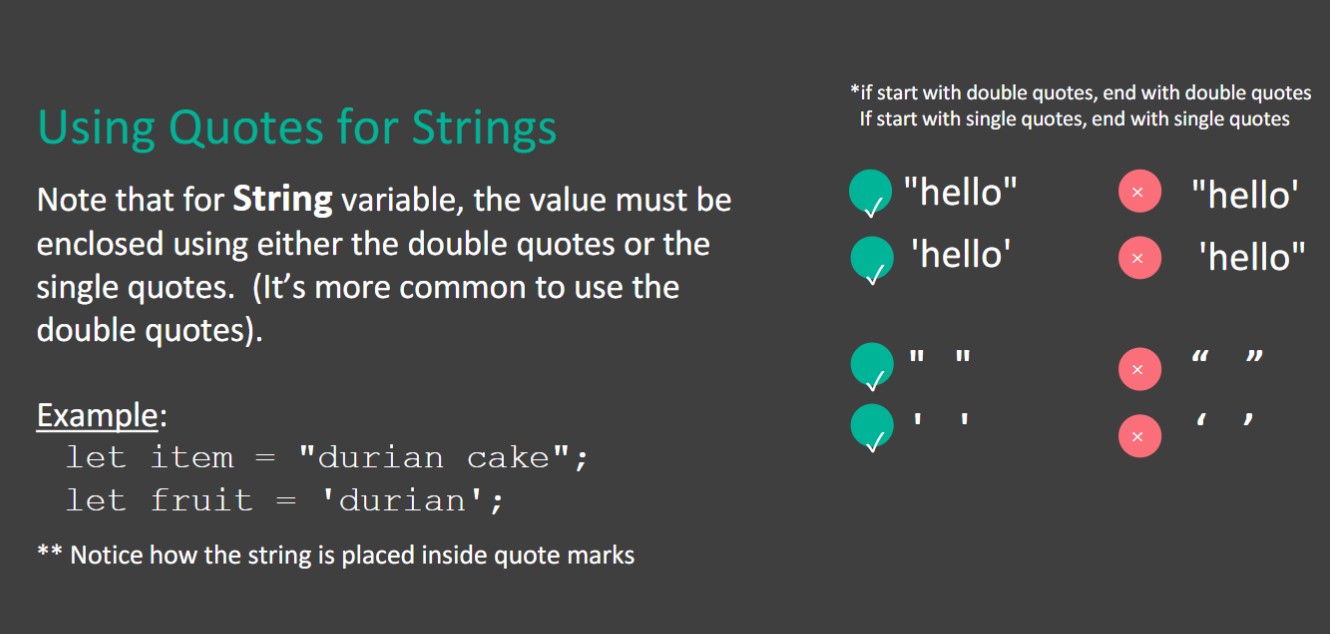 Using Quotes for Strings
Note that for String variable, the value must be
enclosed using either the double quotes or the
single quotes.  (It’s more common to use the
double quotes).
Example:
let item = "durian cake";
let fruit = 'durian';
** Notice how the string is placed inside quote marks
*if start with double quotes, end with double quotes
If start with single quotes, end with single quotes
✓ "hello" × "hello'
✓ 'hello' × 'hello"
✓ " " × “ ”
✓ ' ' × ‘ ’